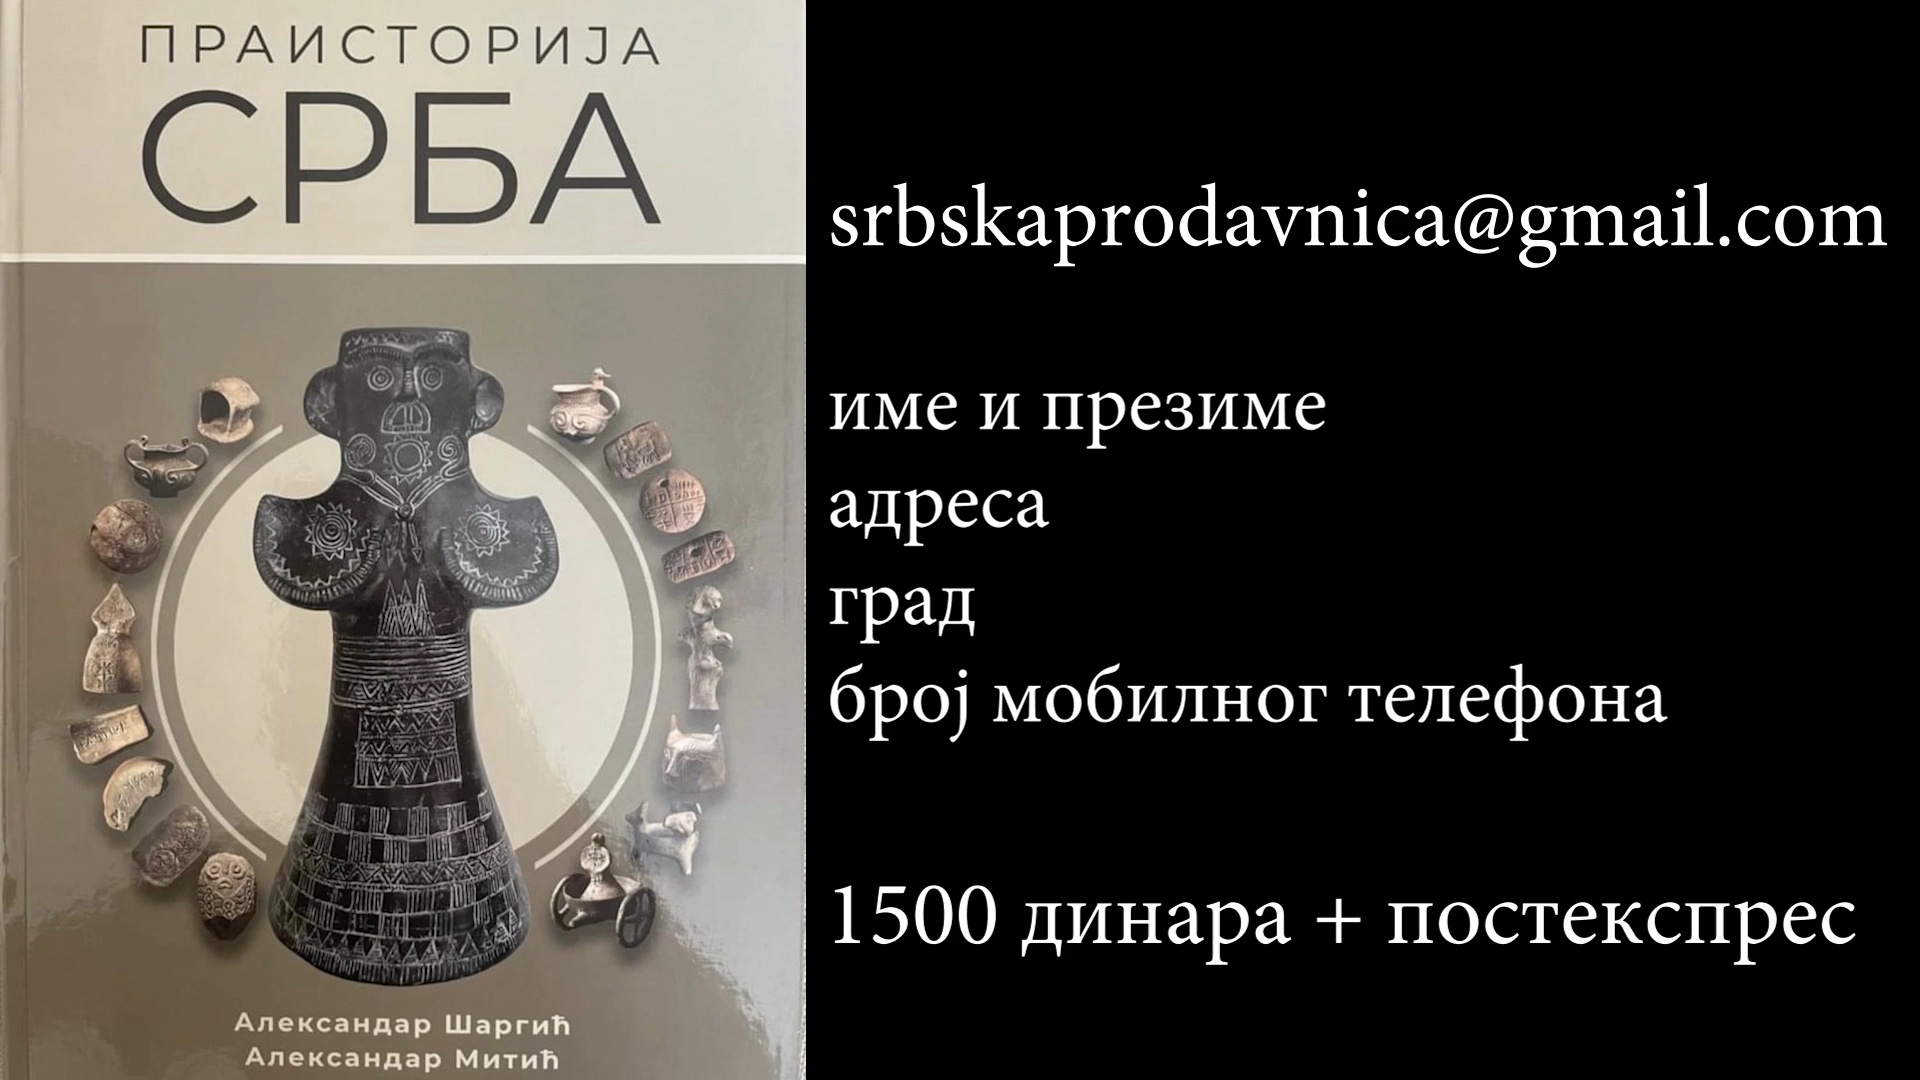 ПРАИСТОРИЈА
СРБА
Александар Шаргић
Александар Митић
srbskaprodavnica@gmail.com
име и презиме
адреса
град
број мобилног телефона
1500 динара + постекспрес